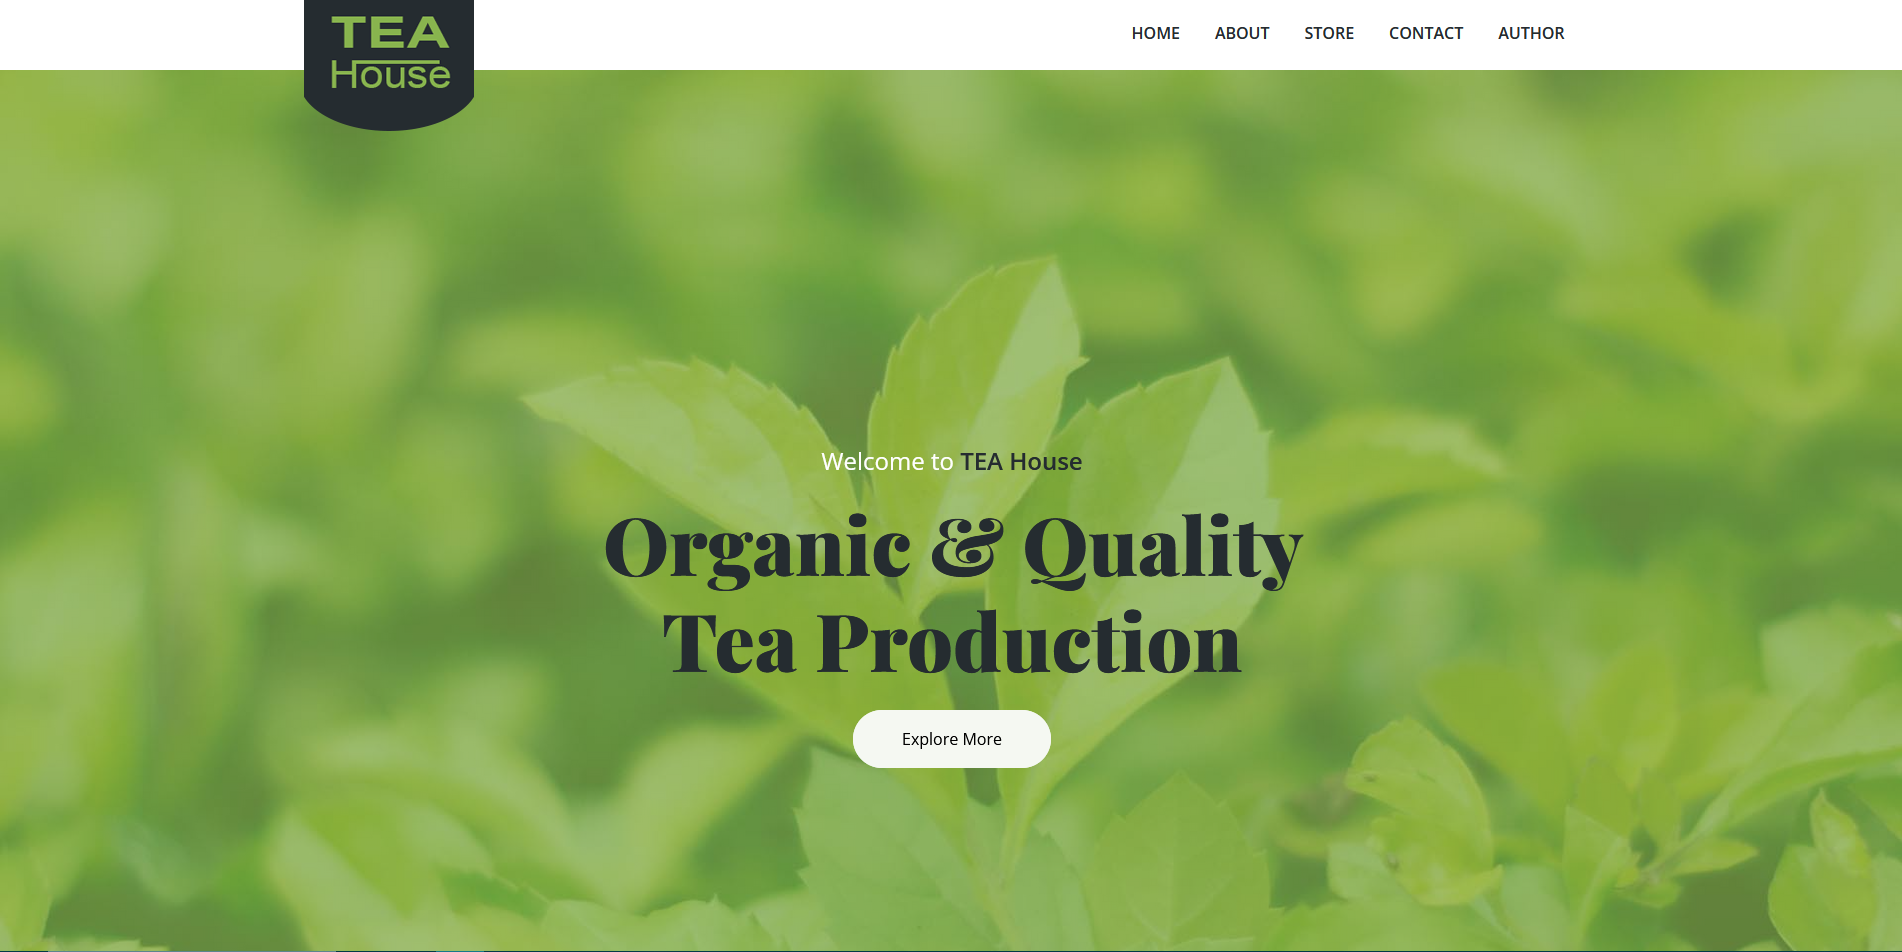 TEA
House
HOME ABOUT STORE CONTACT AUTHOR
Welcome to TEA House
Organic & Quality
Tea Production
Explore More